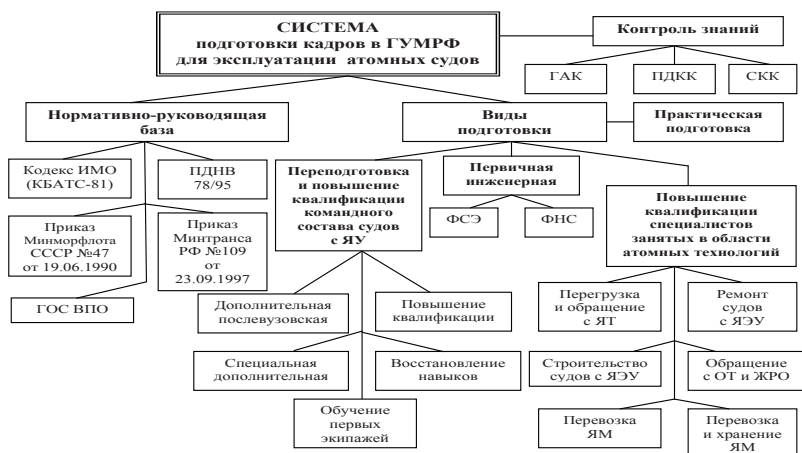 СИСТЕМА
подготовки кадров в ГУМРФ
для эксплуатации атомных судов
Контроль знаний
ГАК
ПДКК
СКК
Нормативно-руководящая
база
Виды
подготовки
Практическая
подготовка
Кодекс ИМО
(КБАТС-81)
ПДНВ
78/95
Приказ
Минморфлота
СССР №47
от 19.06.1990
Приказ
Минтранса
РФ №109
от
23.09.1997
ГОС ВПО
Переподготовка
и повышение
квалификации
командного
состава судов
с ЯУ
Первичная
инженерная
ФСЭ
ФНС
Повышение
квалификации
специалистов
занятых в области
атомных технологий
Дополнительная
послевузовская
Повышение
квалификации
Специальная
дополнительная
Восстановление
навыков
Обучение
первых
экипажей
Перегрузка
и обращение
с ЯТ
Ремонт
судов
с ЯЭУ
Строительство
судов с ЯЭУ
Обращение
с ОТ и ЖРО
Перевозка
ЯМ
Перевозка
и хранение
ЯМ